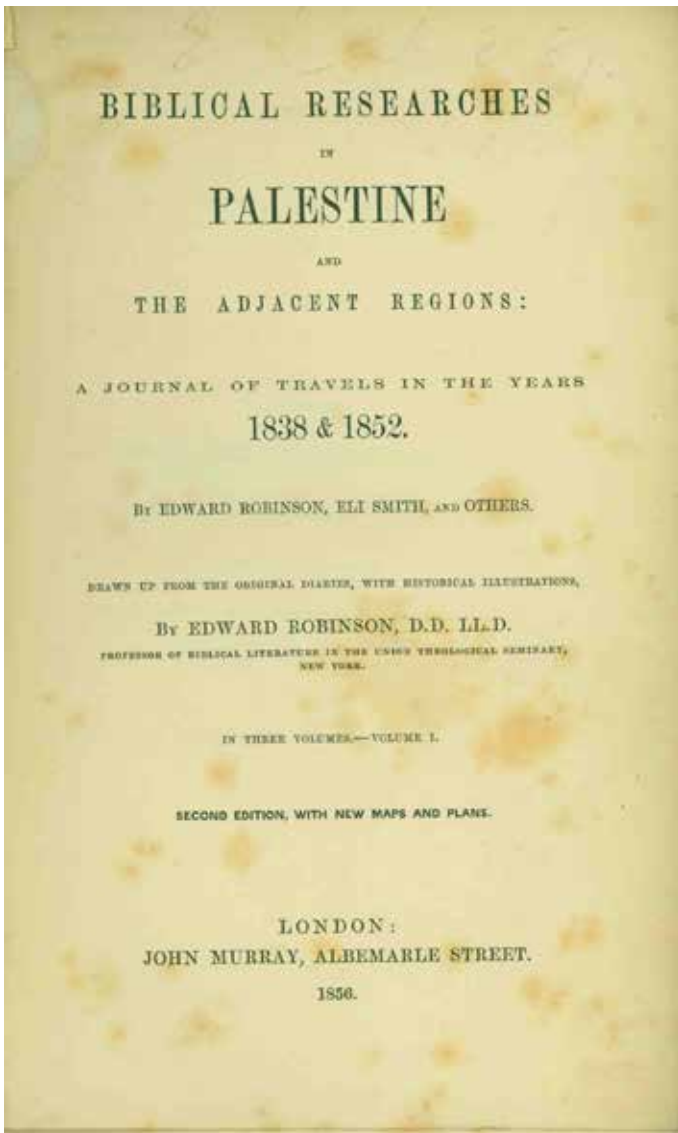 BIBLICAL RESEARCHES
IN
PALESTINE
AND
THE ADJACENT REGIONS:
A JOURNAL OF TRAVELS IN THE YEARS
1838 & 1852.
By EDWARD ROBINSON, ELI SMITH, AND OTHERS.
DRAWN UP FROM THE ORIGINAL DIARIES, WITH HISTORICAL ILLUSTRATIONS,
By EDWARD ROBINSON, D.D. LL.D.
PROFESSOR OF BIBLICAL LITERATURE IN THE UNION THEOLOGICAL SEMINARY,
NEW YORK.
IN THREE VOLUMES.—VOLUME I.
SECOND EDITION, WITH NEW MAPS AND PLANS.
LONDON:
JOHN MURRAY, ALBEMARLE STREET.
1856.